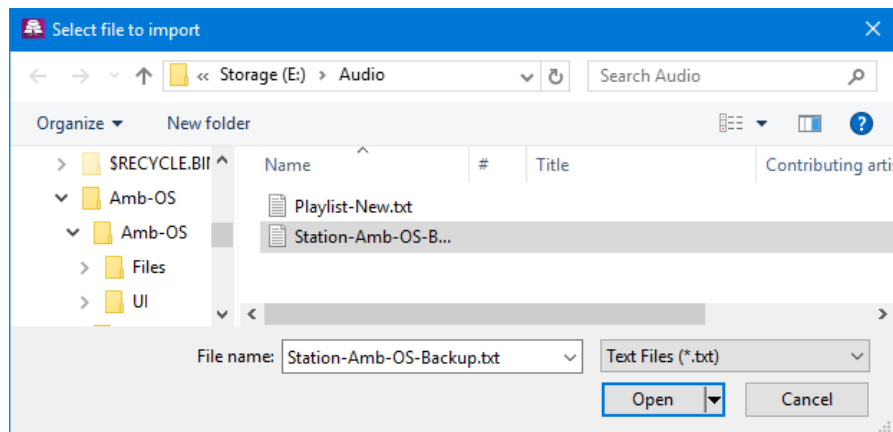 Select file to import
« Storage (E:) > Audio
Search Audio
Organize
New folder
Name
#
Title
Contributing arti
$RECYCLE.BI
Amb-OS
Amb-OS
Files
UI
Playlist-New.txt
Station-Amb-OS-B...
File name: Station-Amb-OS-Backup.txt
Text Files (*.txt)
Open
Cancel